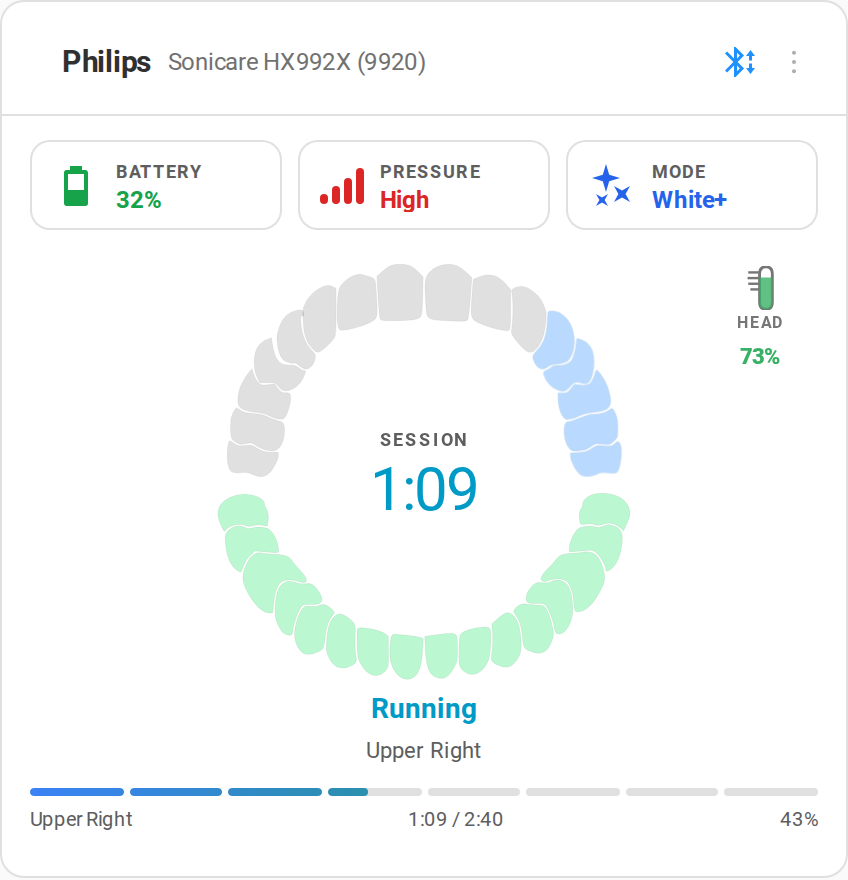 Philips Sonicare HX992X (9920)
BATTERY
32%
PRESSURE
High
MODE
White+
HEAD
73%
SESSION
1:09
Running
Upper Right
Upper Right 1:09 / 2:40 43%